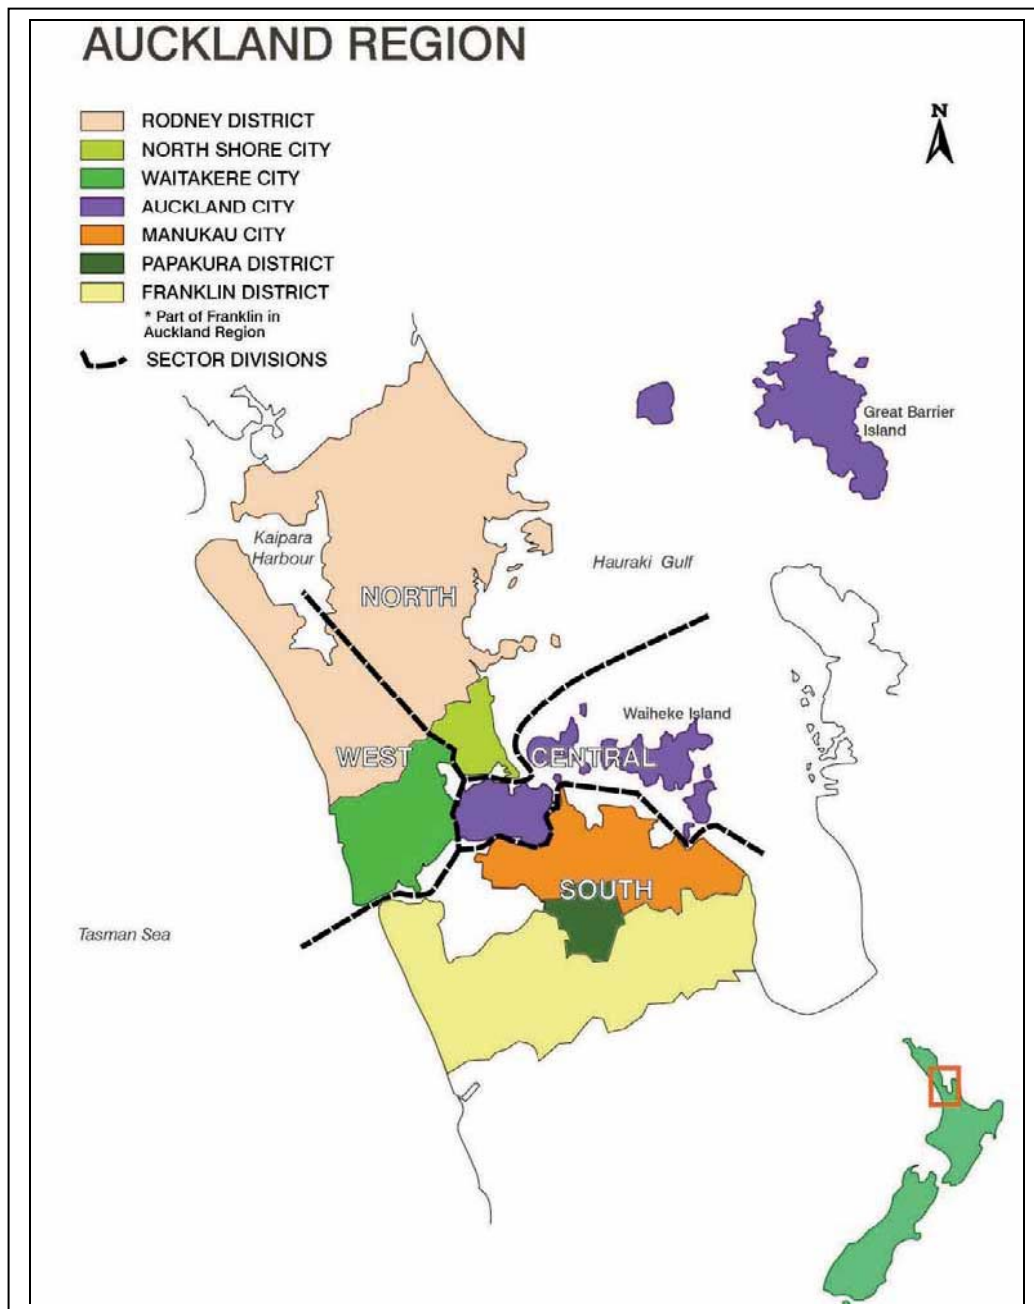 AUCKLAND REGION
N
RODNEY DISTRICT
NORTH SHORE CITY
WAITAKERE CITY
AUCKLAND CITY
MANUKAU CITY
PAPAKURA DISTRICT
FRANKLIN DISTRICT
* Part of Franklin in
Auckland Region
SECTOR DIVISIONS
Great Barrier
Island
Kaipara
Harbour
Hauraki Gulf
NORTH
Waiheke Island
WEST
CENTRAL
SOUTH
Tasman Sea